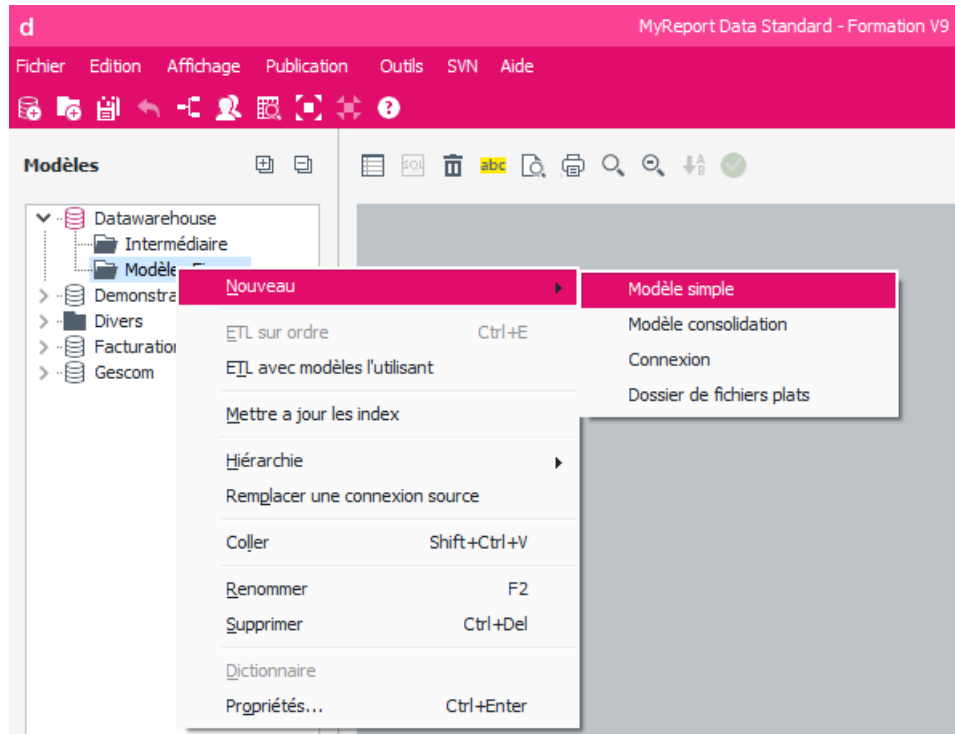 d
MyReport Data Standard - Formation V9
Fichier Edition Affichage Publication Outils SVN Aide
Modèles
SQL abc
Datawarehouse
Intermédiaire
Demonstra
Divers
Facturation
Gescom
Nouveau
ETL sur ordre Ctrl+E
ETL avec modèles l'utilisant
Mettre a jour les index
Hiérarchie
Remplacer une connexion source
Coller Shift+Ctrl+V
Renommer F2
Supprimer Ctrl+Del
Dictionnaire
Propriétés... Ctrl+Enter
Modèle simple
Modèle consolidation
Connexion
Dossier de fichiers plats